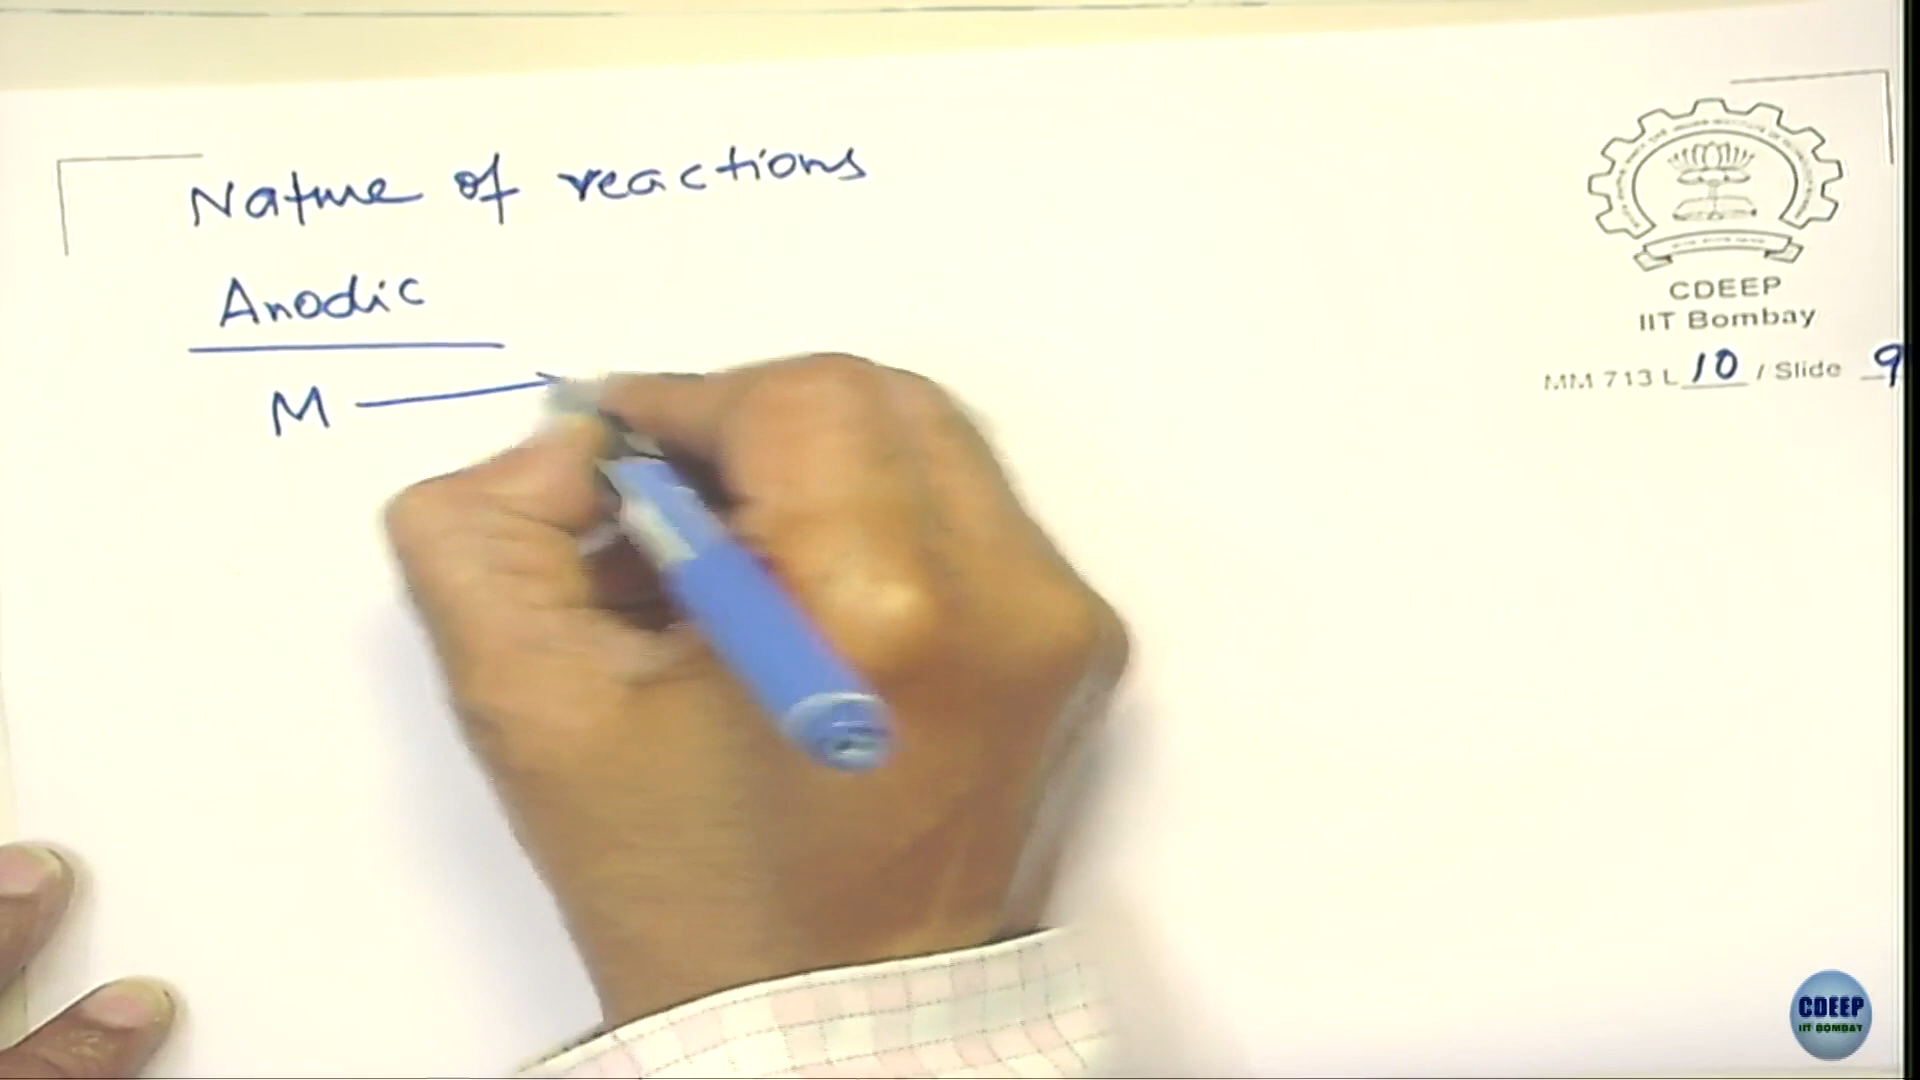 Nature of reactions
Anodic
M →
CDEEP
IIT Bombay
MM 713 L 10 / Slide 9
CDEEP
IIT BOMBAY